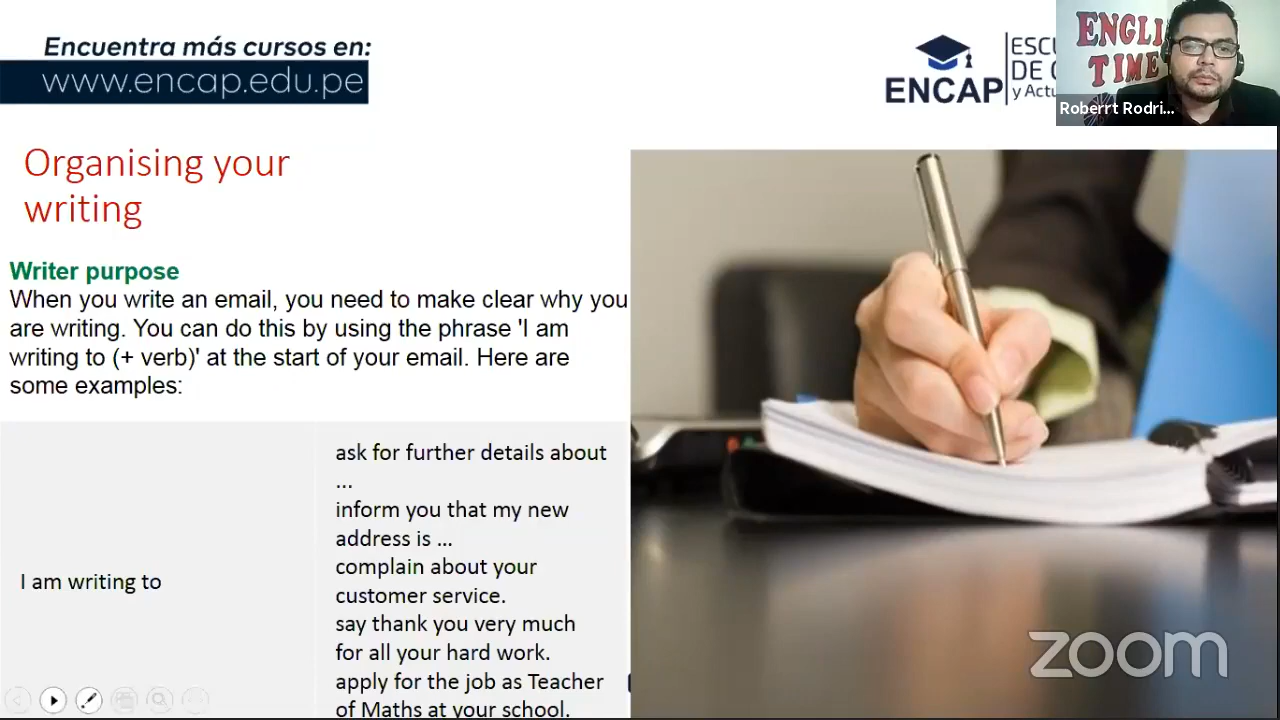 Encuentra más cursos en:
www.encap.edu.pe
ENCAP
y Actu
ENGLI
TIME
Roberrt Rodri...
Organising your
writing
Writer purpose
When you write an email, you need to make clear why you
are writing. You can do this by using the phrase 'I am
writing to (+ verb)' at the start of your email. Here are
some examples:
I am writing to
ask for further details about
...
inform you that my new
address is ...
complain about your
customer service.
say thank you very much
for all your hard work.
apply for the job as Teacher
of Maths at your school.
zoom